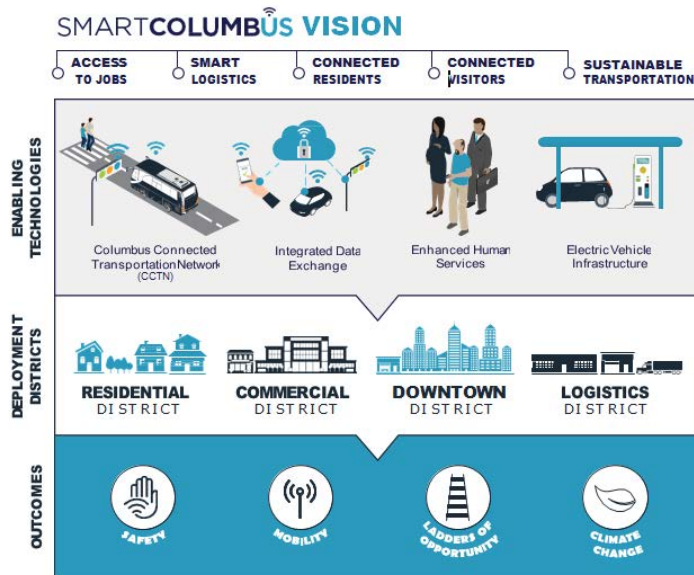 SMARTCOLUMBUS VISION
ACCESS
TO JOBS
SMART
LOGISTICS
CONNECTED
RESIDENTS
CONNECTED
VISITORS
SUSTAINABLE
TRANSPORTATION
ENABLING
TECHNOLOGIES
Columbus Connected
Transportation Network
(CCTN)
Integrated Data
Exchange
Enhanced Human
Services
Electric Vehicle
Infrastructure
DEPLOYMENT
DISTRICTS
RESIDENTIAL
DISTRICT
COMMERCIAL
DISTRICT
DOWNTOWN
DISTRICT
LOGISTICS
DISTRICT
OUTCOMES
SAFETY
MOBILITY
LADDERS OF
OPPORTUNITY
CLIMATE
CHANGE